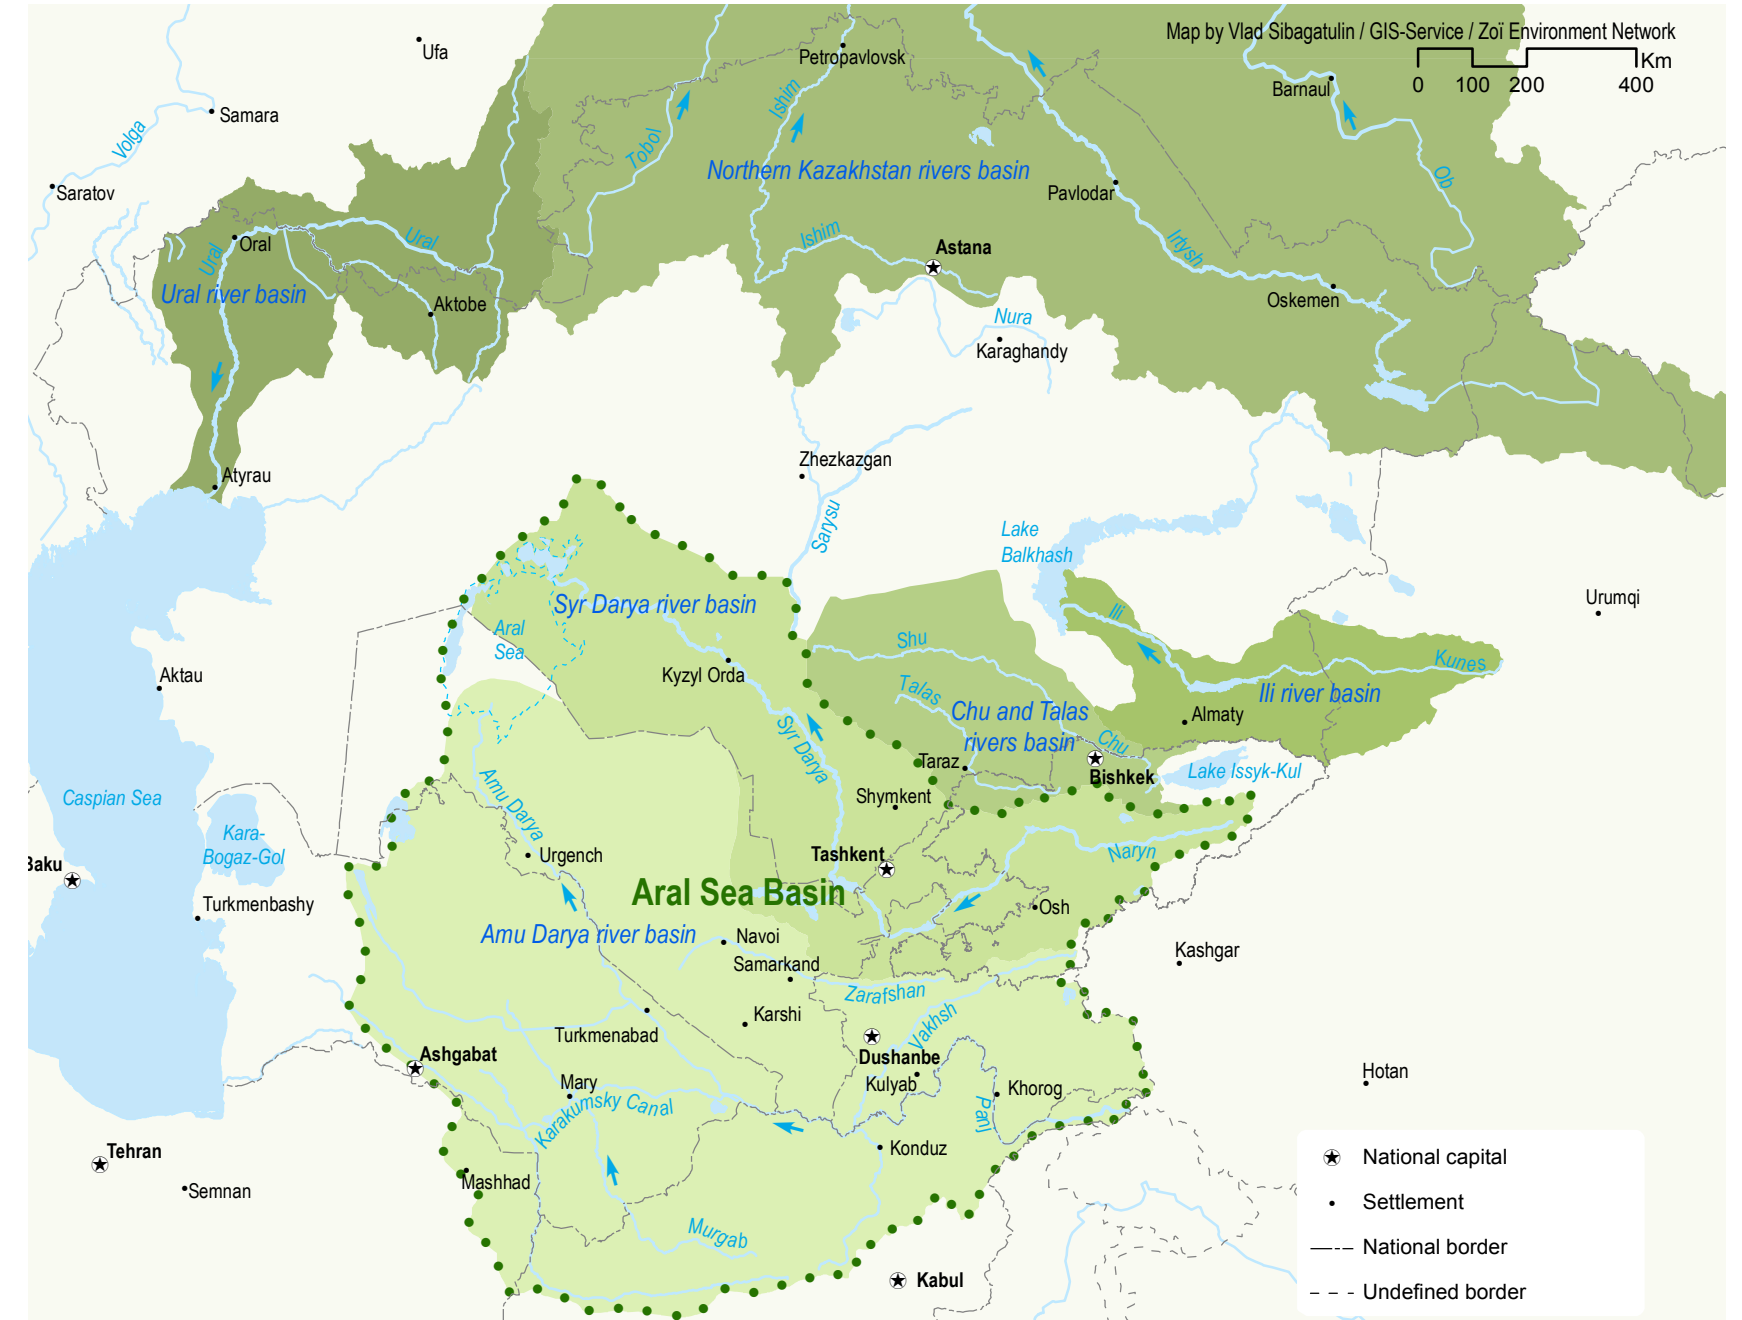 Map by Vlad Sibagatulin / GIS-Service / Zoï Environment Network
Km
0 100 200 400
Ufa
Petropavlovsk
Barnaul
Samara
Volga
Ishim
Tobol
Northern Kazakhstan rivers basin
Ob
Saratov
Pavlodar
Oral
Ural
Ural
Ishim
Astana
Irtysh
Ural river basin
Aktobe
Oskemen
Nura
Karaghandy
Zhezkazgan
Atyrau
Sarysu
Lake
Balkhash
Syr Darya river basin
Ili
Urumqi
Aral
Sea
Shu
Kunes
Aktau
Kyzyl Orda
Talas
Ili river basin
Chu and Talas
rivers basin
Almaty
Syr Darya
Chu
Taraz
Bishkek
Lake Issyk-Kul
Amu Darya
Caspian Sea
Shymkent
Kara-
Bogaz-Gol
Urgench
Tashkent
Naryn
Baku
Aral Sea Basin
Turkmenbashy
Osh
Amu Darya river basin
Navoi
Kashgar
Samarkand
Zarafshan
Karshi
Vakhsh
Turkmenabad
Ashgabat
Dushanbe
Mary
Kulyab
Khorog
Hotan
Karakumsky Canal
Panj
Tehran
Konduz
Mashhad
Semnan
Murgab
Kabul
National capital
Settlement
National border
Undefined border